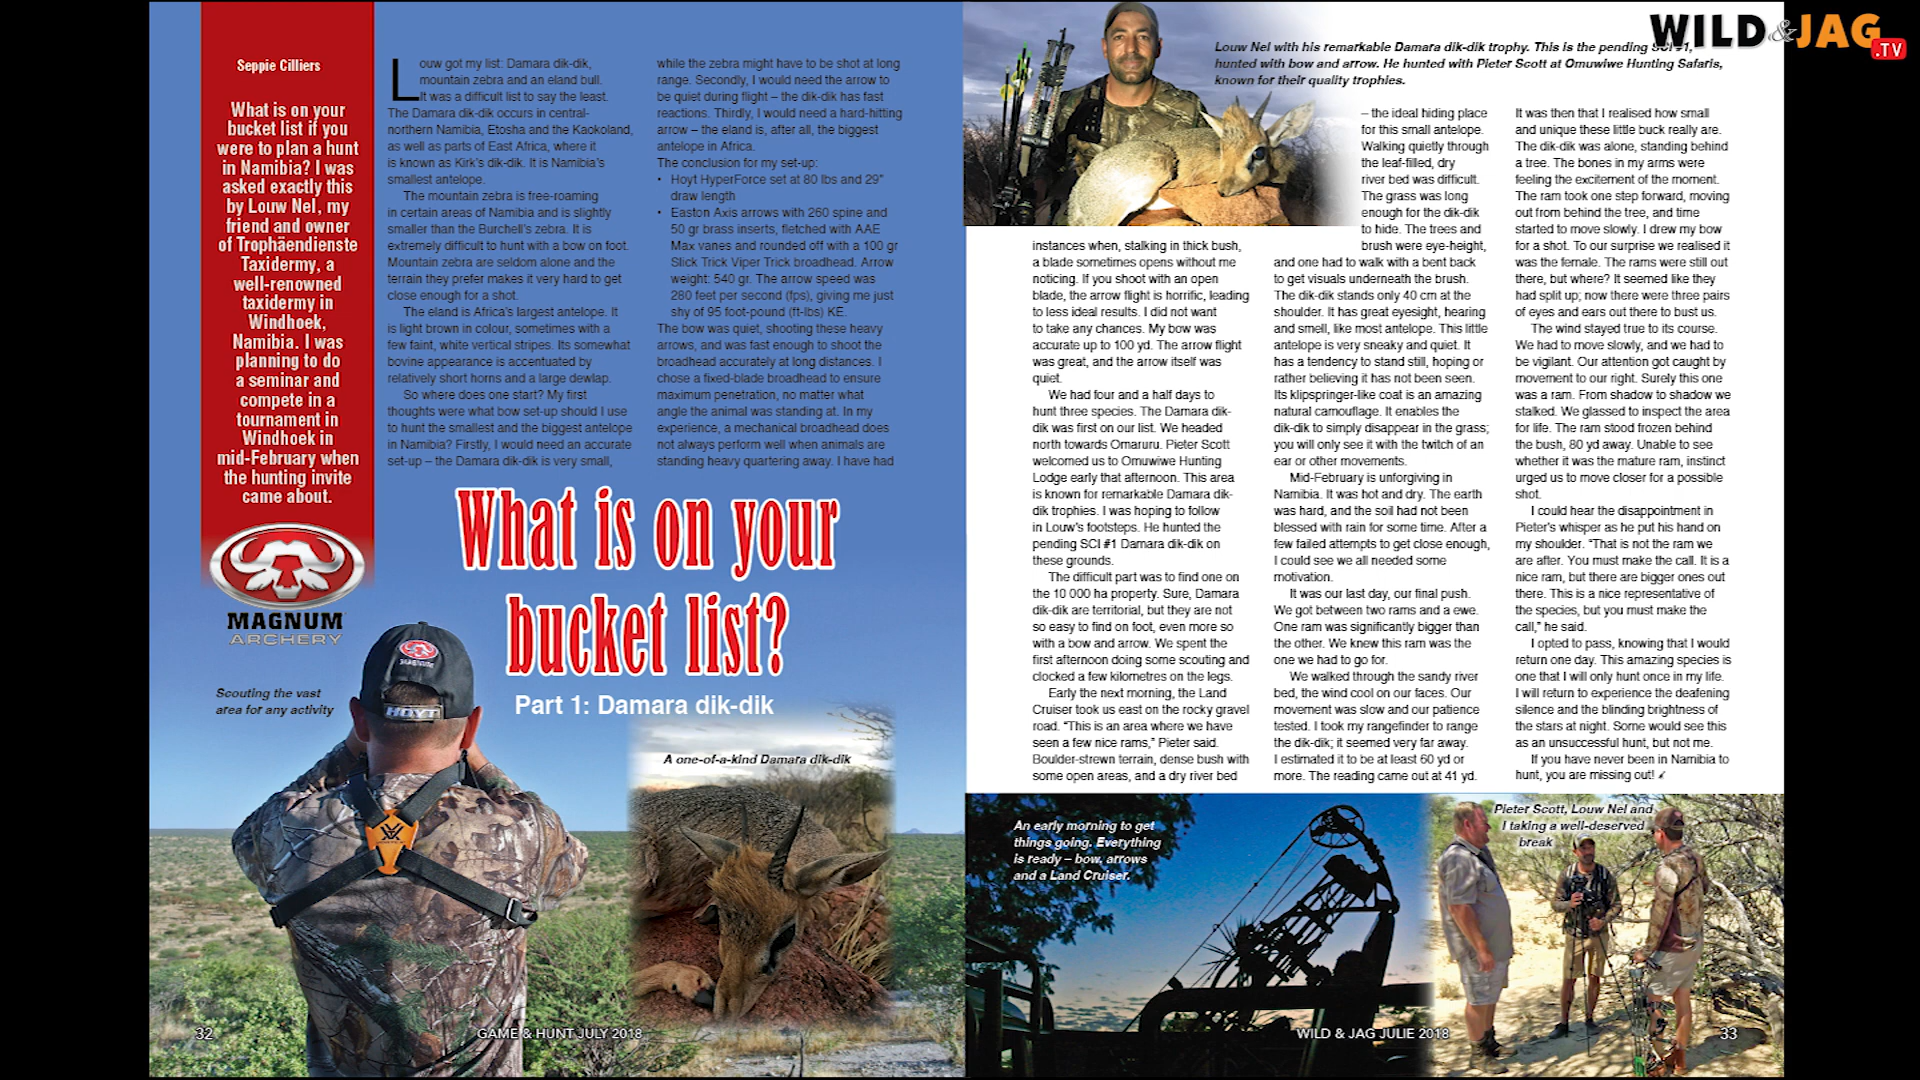 WILD & JAG
.TV
Seppie Cilliers
What is on your
bucket list if you
were to plan a hunt
in Namibia? I was
asked exactly this
by Louw Nel, my
friend and owner
of Trophäendienste
Taxidermy, a
well-renowned
taxidermy in
Windhoek,
Namibia. I was
planning to do
a seminar and
compete in a
tournament in
Windhoek in
mid-February when
the hunting invite
came about.
MAGNUM
ARCHERY
Scouting the vast
area for any activity
MAGNUM
HOYT
Louw got my list: Damara dik-dik,
mountain zebra and an eland bull.
It was a difficult list to say the least.
The Damara dik-dik occurs in central-
northern Namibia, Etosha and the Kaokoland,
as well as parts of East Africa, where it
is known as Kirk's dik-dik. It is Namibia's
smallest antelope.
The mountain zebra is free-roaming
in certain areas of Namibia and is slightly
smaller than the Burchell's zebra. It is
extremely difficult to hunt with a bow on foot.
Mountain zebra are seldom alone and the
terrain they prefer makes it very hard to get
close enough for a shot.
The eland is Africa's largest antelope. It
is light brown in colour, sometimes with a
few faint, white vertical stripes. Its somewhat
bovine appearance is accentuated by
relatively short horns and a large dewlap.
So where does one start? My first
thoughts were what bow set-up should I use
to hunt the smallest and the biggest antelope
in Namibia? Firstly, I would need an accurate
set-up – the Damara dik-dik is very small,
while the zebra might have to be shot at long
range. Secondly, I would need the arrow to
be quiet during flight – the dik-dik has fast
reactions. Thirdly, I would need a hard-hitting
arrow – the eland is, after all, the biggest
antelope in Africa.
The conclusion for my set-up:
• Hoyt HyperForce set at 80 lbs and 29"
draw length
• Easton Axis arrows with 260 spine and
50 gr brass inserts, fletched with AAE
Max vanes and rounded off with a 100 gr
Slick Trick Viper Trick broadhead. Arrow
weight: 540 gr. The arrow speed was
280 feet per second (fps), giving me just
shy of 95 foot-pound (ft-lbs) KE.
The bow was quiet, shooting these heavy
arrows, and was fast enough to shoot the
broadhead accurately at long distances. I
chose a fixed-blade broadhead to ensure
maximum penetration, no matter what
angle the animal was standing at. In my
experience, a mechanical broadhead does
not always perform well when animals are
standing heavy quartering away. I have had
What is on your
bucket list?
Part 1: Damara dik-dik
A one-of-a-kind Damara dik-dik
32
GAME & HUNT JULY 2018
Louw Nel with his remarkable Damara dik-dik trophy. This is the pending SCI #1,
hunted with bow and arrow. He hunted with Pieter Scott at Omuwiwe Hunting Safaris,
known for their quality trophies.
instances when, stalking in thick bush,
a blade sometimes opens without me
noticing. If you shoot with an open
blade, the arrow flight is horrific, leading
to less ideal results. I did not want
to take any chances. My bow was
accurate up to 100 yd. The arrow flight
was great, and the arrow itself was
quiet.
We had four and a half days to
hunt three species. The Damara dik-
dik was first on our list. We headed
north towards Omaruru. Pieter Scott
welcomed us to Omuwiwe Hunting
Lodge early that afternoon. This area
is known for remarkable Damara dik-
dik trophies. I was hoping to follow
in Louw's footsteps. He hunted the
pending SCI #1 Damara dik-dik on
these grounds.
The difficult part was to find one on
the 10 000 ha property. Sure, Damara
dik-dik are territorial, but they are not
so easy to find on foot, even more so
with a bow and arrow. We spent the
first afternoon doing some scouting and
clocked a few kilometres on the legs.
Early the next morning, the Land
Cruiser took us east on the rocky gravel
road. "This is an area where we have
seen a few nice rams," Pieter said.
Boulder-strewn terrain, dense bush with
some open areas, and a dry river bed
– the ideal hiding place
for this small antelope.
Walking quietly through
the leaf-filled, dry
river bed was difficult.
The grass was long
enough for the dik-dik
to hide. The trees and
brush were eye-height,
and one had to walk with a bent back
to get visuals underneath the brush.
The dik-dik stands only 40 cm at the
shoulder. It has great eyesight, hearing
and smell, like most antelope. This little
antelope is very sneaky and quiet. It
has a tendency to stand still, hoping or
rather believing it has not been seen.
Its klipspringer-like coat is an amazing
natural camouflage. It enables the
dik-dik to simply disappear in the grass;
you will only see it with the twitch of an
ear or other movements.
Mid-February is unforgiving in
Namibia. It was hot and dry. The earth
was hard, and the soil had not been
blessed with rain for some time. After a
few failed attempts to get close enough,
I could see we all needed some
motivation.
It was our last day, our final push.
We got between two rams and a ewe.
One ram was significantly bigger than
the other. We knew this ram was the
one we had to go for.
We walked through the sandy river
bed, the wind cool on our faces. Our
movement was slow and our patience
tested. I took my rangefinder to range
the dik-dik; it seemed very far away.
I estimated it to be at least 60 yd or
more. The reading came out at 41 yd.
It was then that I realised how small
and unique these little buck really are.
The dik-dik was alone, standing behind
a tree. The bones in my arms were
feeling the excitement of the moment.
The ram took one step forward, moving
out from behind the tree, and time
started to move slowly. I drew my bow
for a shot. To our surprise we realised it
was the female. The rams were still out
there, but where? It seemed like they
had split up; now there were three pairs
of eyes and ears out there to bust us.
The wind stayed true to its course.
We had to move slowly, and we had to
be vigilant. Our attention got caught by
movement to our right. Surely this one
was a ram. From shadow to shadow we
stalked. We glassed to inspect the area
for life. The ram stood frozen behind
the bush, 80 yd away. Unable to see
whether it was the mature ram, instinct
urged us to move closer for a possible
shot.
I could hear the disappointment in
Pieter's whisper as he put his hand on
my shoulder. "That is not the ram we
are after. You must make the call. It is a
nice ram, but there are bigger ones out
there. This is a nice representative of
the species, but you must make the
call," he said.
I opted to pass, knowing that I would
return one day. This amazing species is
one that I will only hunt once in my life.
I will return to experience the deafening
silence and the blinding brightness of
the stars at night. Some would see this
as an unsuccessful hunt, but not me.
If you have never been in Namibia to
hunt, you are missing out!
An early morning to get
things going. Everything
is ready – bow, arrows
and a Land Cruiser.
Pieter Scott, Louw Nel and
I taking a well-deserved
break
WILD & JAG JULIE 2018
33